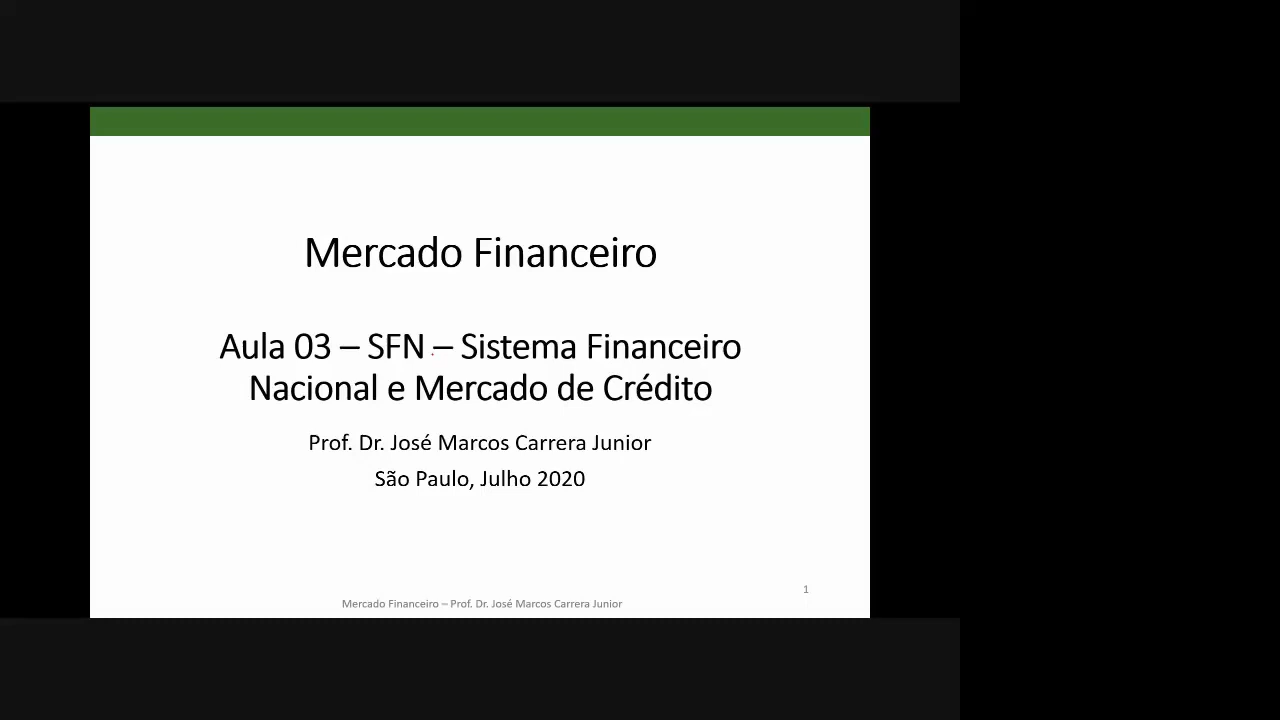 Mercado Financeiro
Aula 03 – SFN – Sistema Financeiro
Nacional e Mercado de Crédito
Prof. Dr. José Marcos Carrera Junior
São Paulo, Julho 2020
1
Mercado Financeiro – Prof. Dr. José Marcos Carrera Junior